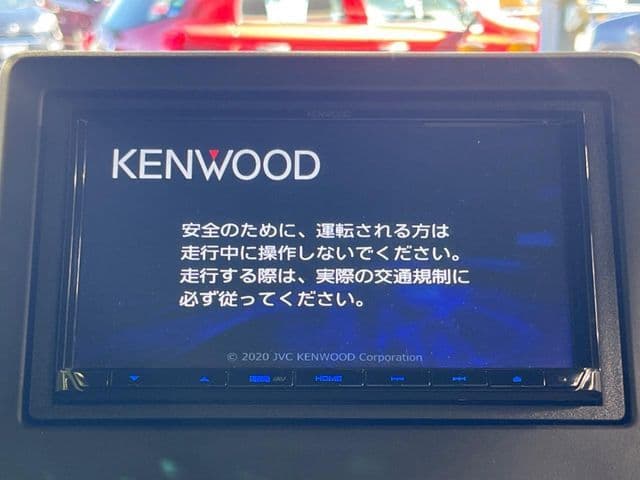 KENWOOD
KENWOOD
安全のために、運転される方は
走行中に操作しないでください。
走行する際は、実際の交通規制に
必ず従ってください。
© 2020 JVC KENWOOD Corporation
HOME